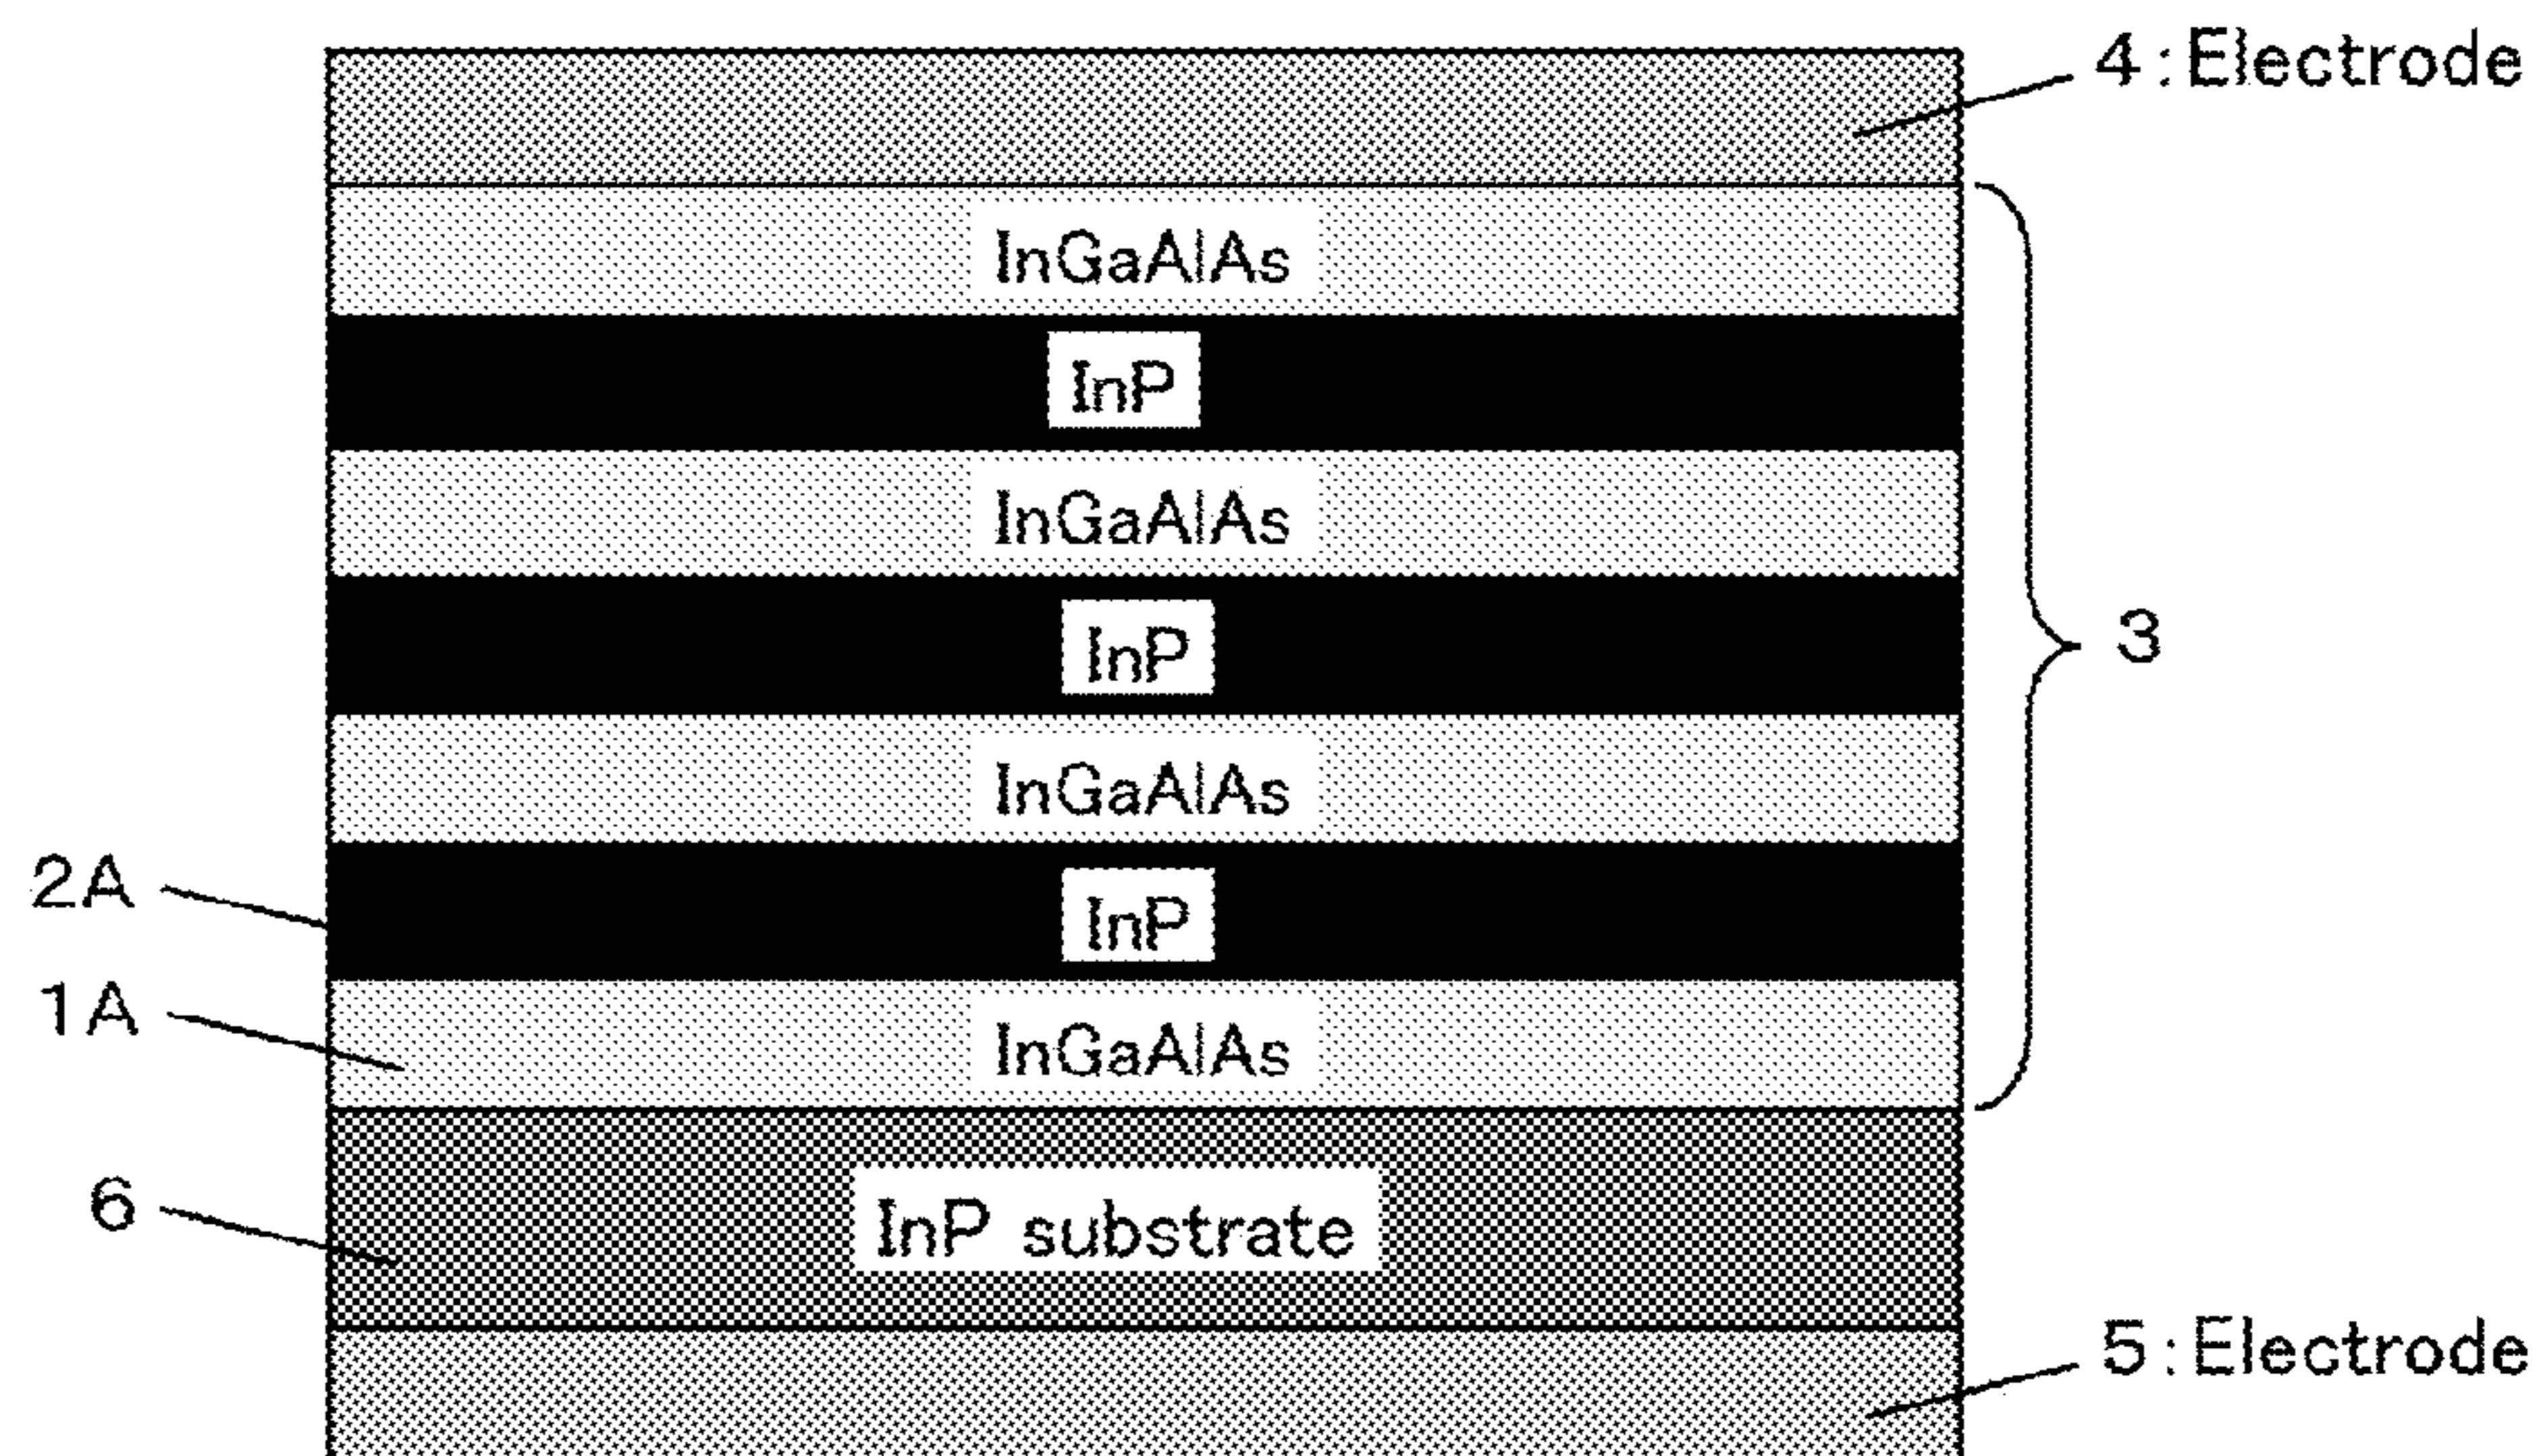 4:Electrode
InGaAlAs
InP
InGaAlAs
InP
3
InGaAlAs
2A
InP
1A
InGaAlAs
6
InP substrate
5:Electrode